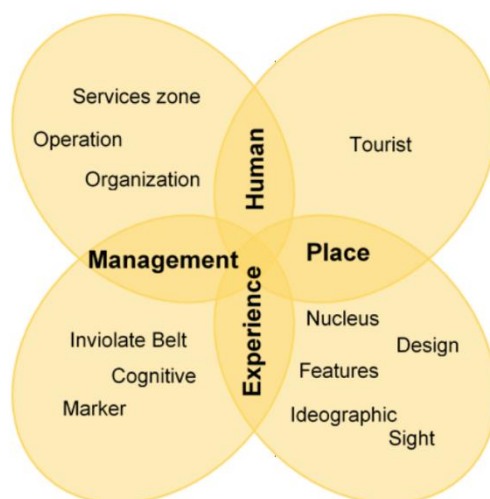 Services zone
Operation
Organization
Human
Tourist
Management
Place
Experience
Inviolate Belt
Cognitive
Marker
Nucleus
Design
Features
Ideographic
Sight